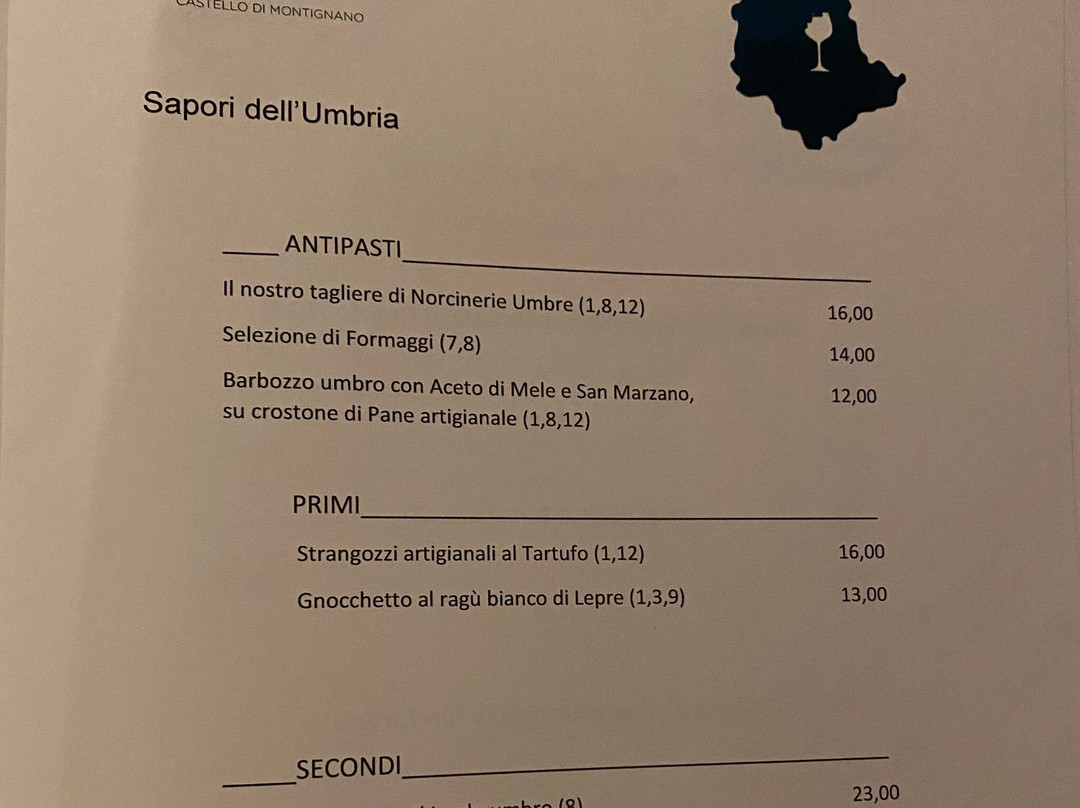 CASTELLO DI MONTIGNANO
Sapori dell'Umbria
ANTIPASTI
Il nostro tagliere di Norcinerie Umbre (1,8,12) 16,00
Selezione di Formaggi (7,8) 14,00
Barbozzo umbro con Aceto di Mele e San Marzano, 12,00
su crostone di Pane artigianale (1,8,12)
PRIMI
Strangozzi artigianali al Tartufo (1,12) 16,00
Gnocchetto al ragù bianco di Lepre (1,3,9) 13,00
SECONDI
umbro (8) 23,00